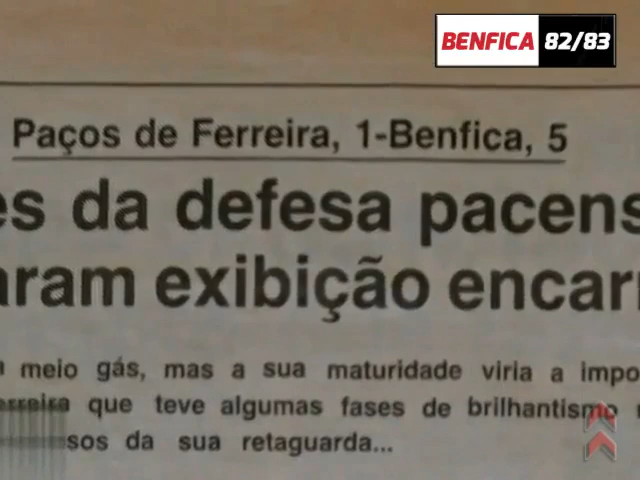 BENFICA 82/83
Paços de Ferreira, 1-Benfica, 5
es da defesa pacens
aram exibição encar
meio gás, mas a sua maturidade viria a impo
erreira que teve algumas fases de brilhantismo
sos da sua retaguarda...